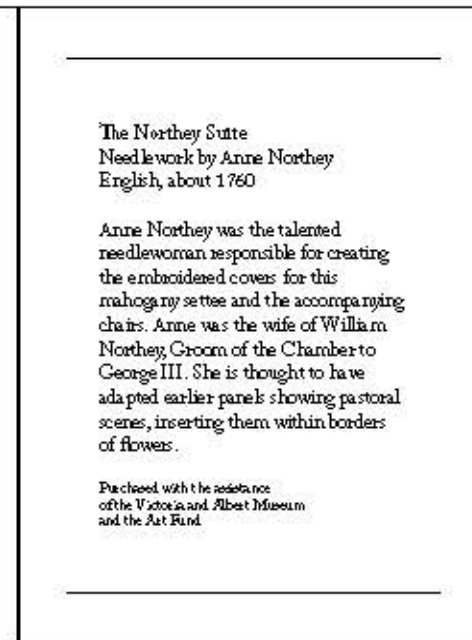 The Northey Suite
Needlework by Anne Northey
English, about 1760
Anne Northey was the talented
needlewoman responsible for creating
the embroidered covers for this
mahogany settee and the accompanying
chairs. Anne was the wife of William
Northey, Groom of the Chamber to
George III. She is thought to have
adapted earlier panels showing pastoral
scenes, inserting them within borders
of flowers.
Purchased with the assistance
of the Victoria and Albert Museum
and the Art Fund